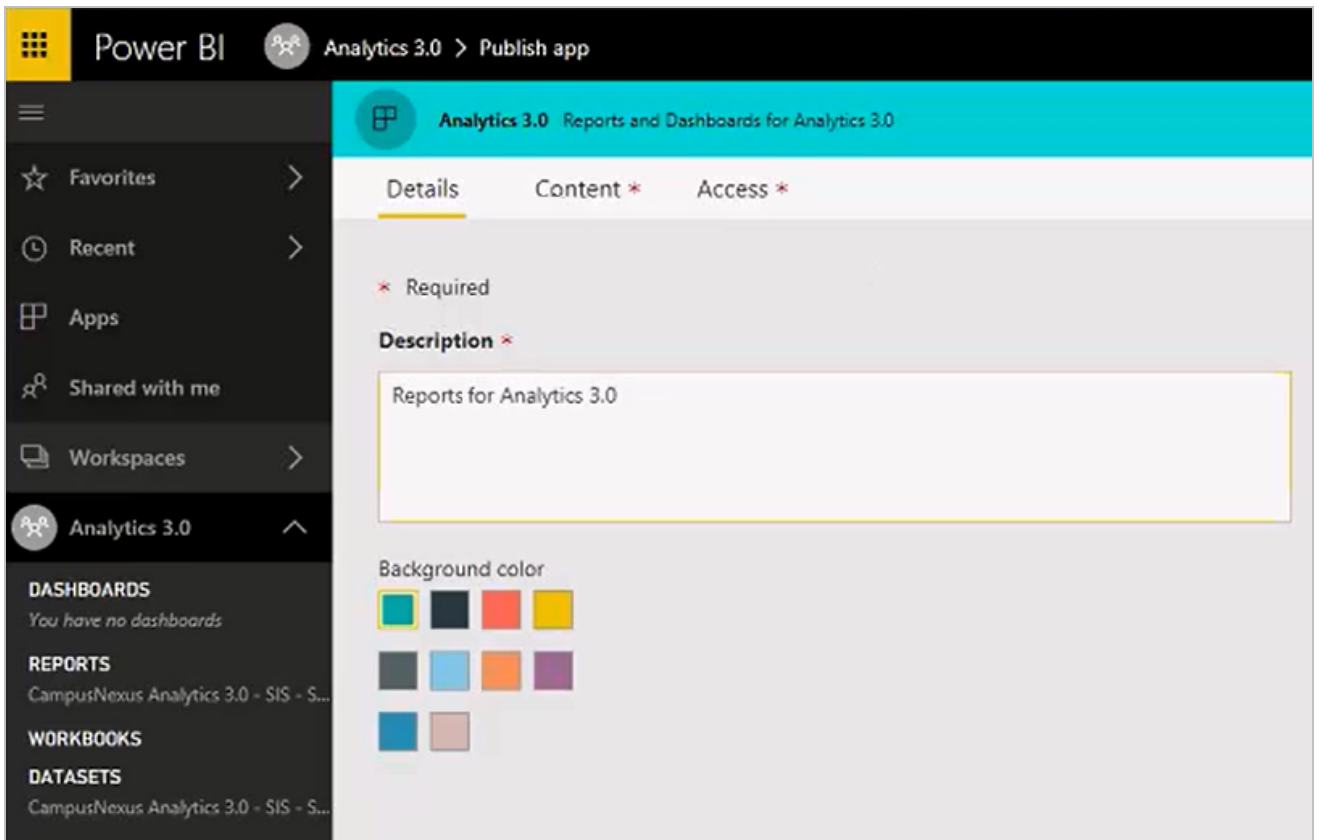 Power BI Analytics 3.0 > Publish app
Analytics 3.0 Reports and Dashboards for Analytics 3.0
Favorites
Recent
Apps
Shared with me
Workspaces
Analytics 3.0
DASHBOARDS
You have no dashboards
REPORTS
CampusNexus Analytics 3.0 - SIS - S...
WORKBOOKS
DATASETS
CampusNexus Analytics 3.0 - SIS - S...
Details Content * Access *
* Required
Description *
Reports for Analytics 3.0
Background color